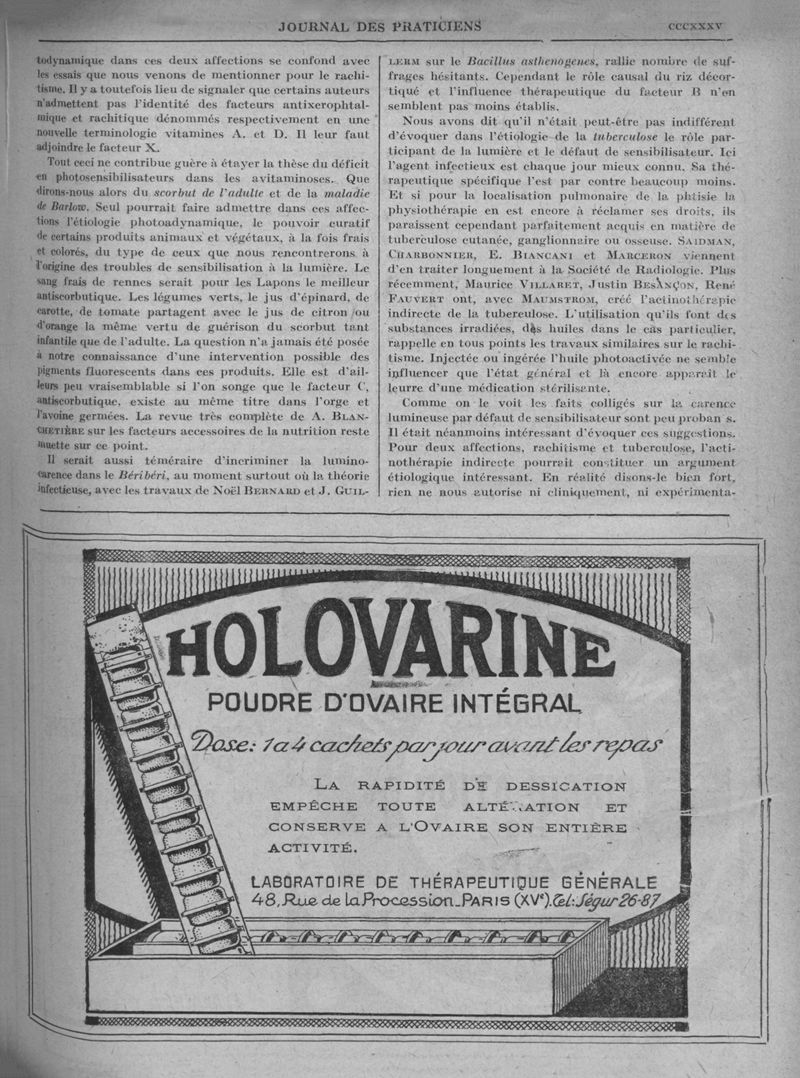 JOURNAL DES PRATICIENS
CCCXXXV
todynamique dans ces deux affections se confond avec
les essais que nous venons de mentionner pour le rachi-
tisme. Il y a toutefois lieu de signaler que certains auteurs
n'admettent pas l'identité des facteurs antixerophtal-
mique et rachitique dénommés respectivement en une
nouvelle terminologie vitamines A. et D. Il leur faut
adjoindre le facteur X.
Tout ceci ne contribue guère à étayer la thèse du déficit
en photosensibilisateurs dans les avitaminoses. Que
dirons-nous alors du scorbut de l'adulte et de la maladie
de Barlow. Seul pourrait faire admettre dans ces affec-
tions l'étiologie photoadynamique, le pouvoir curatif
de certains produits animaux et végétaux, à la fois frais
et colorés, du type de ceux que nous rencontrerons à
l'origine des troubles de sensibilisation à la lumière. Le
sang frais de rennes serait pour les Lapons le meilleur
antiscorbutique. Les légumes verts, le jus d'épinard, de
carotte, de tomate partagent avec le jus de citron ou
d'orange la même vertu de guérison du scorbut tant
infantile que de l'adulte. La question n'a jamais été posée
à notre connaissance d'une intervention possible des
pigments fluorescents dans ces produits. Elle est d'ail-
leurs peu vraisemblable si l'on songe que le facteur C,
antiscorbutique, existe au même titre dans l'orge et
l'avoine germées. La revue très complète de A. BLAN-
CHETIÈRE sur les facteurs accessoires de la nutrition reste
muette sur ce point.
Il serait aussi téméraire d'incriminer la lumino-
carence dans le Béribéri, au moment surtout où la théorie
infectieuse, avec les travaux de Noël BERNARD et J. GUIL-
LERM sur le Bacillus asthenogenes, rallie nombre de suf-
frages hésitants. Cependant le rôle causal du riz décor-
tiqué et l'influence thérapeutique du facteur B n'en
semblent pas moins établis.
Nous avons dit qu'il n'était peut-être pas indifférent
d'évoquer dans l'étiologie de la tuberculose le rôle par-
ticipant de la lumière et le défaut de sensibilisateur. Ici
l'agent infectieux est chaque jour mieux connu. Sa thé-
rapeutique spécifique l'est par contre beaucoup moins.
Et si pour la localisation pulmonaire de la phtisie la
physiothérapie en est encore à réclamer ses droits, ils
paraissent cependant parfaitement acquis en matière de
tuberculose cutanée, ganglionnaire ou osseuse. SAIDMAN,
CHARBONNIER, E. BIANCANI et MARCERON viennent
d'en traiter longuement à la Société de Radiologie. Plus
récemment, Maurice VILLARET, Justin BESANÇON, René
FAUVERT ont, avec MAUMSTROM, créé l'actinothérapie
indirecte de la tuberculose. L'utilisation qu'ils font des
substances irradiées, des huiles dans le cas particulier,
rappelle en tous points les travaux similaires sur le rachi-
tisme. Injectée ou ingérée l'huile photoactivée ne semble
influencer que l'état général et là encore apparaît le
leurre d'une médication stérilisante.
Comme on le voit les faits colligés sur la carence
lumineuse par défaut de sensibilisateur sont peu proban s.
Il était néanmoins intéressant d'évoquer ces suggestions.
Pour deux affections, rachitisme et tuberculose, l'acti-
nothérapie indirecte pourrait constituer un argument
étiologique intéressant. En réalité disons-le bien fort,
rien ne nous autorise ni cliniquement, ni expérimenta-
HOLOVARINE
POUDRE D'OVAIRE INTÉGRAL
Dose: 1 a 4 cachets par jour avant les repas
LA RAPIDITÉ DE DESSICATION
EMPÊCHE TOUTE ALTÉRATION ET
CONSERVE A L'OVAIRE SON ENTIÈRE
ACTIVITÉ.
LABORATOIRE DE THÉRAPEUTIQUE GÉNÉRALE
48, Rue de la Procession_PARIS (XVe). Tél: Ségur 26-87